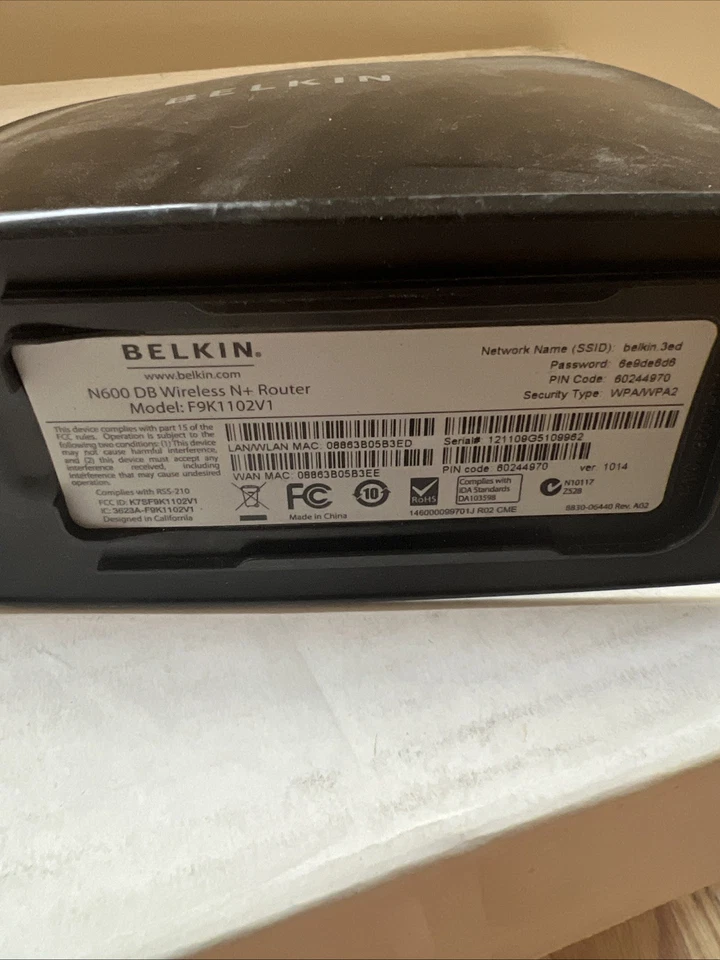 BELKIN
BELKIN®
www.belkin.com
N600 DB Wireless N+ Router
Model: F9K1102V1
Network Name (SSID): belkin.3ed
Password: 6e9de6d6
PIN Code: 60244970
Security Type: WPA/WPA2
This device complies with part 15 of the
FCC rules. Operation is subject to the
following two conditions: (1) This device
may not cause harmful interference,
and (2) this device must accept any
interference received, including
interference that may cause undesired
operation.
Complies with RSS-210
FCC ID: K7SF9K1102V1
IC: 3623A-F9K1102V1
Designed in California
LAN/WLAN MAC: 08863B05B3ED
WAN MAC: 08863B05B3EE
Serial# 121109G5109982
PIN code 60244970 ver. 1014
FC
Made in China
10
RoHS
Complies with
IDA Standards
DA103598
N10117
Z528
146000099701J R02 CME
8830-06440 Rev. A02